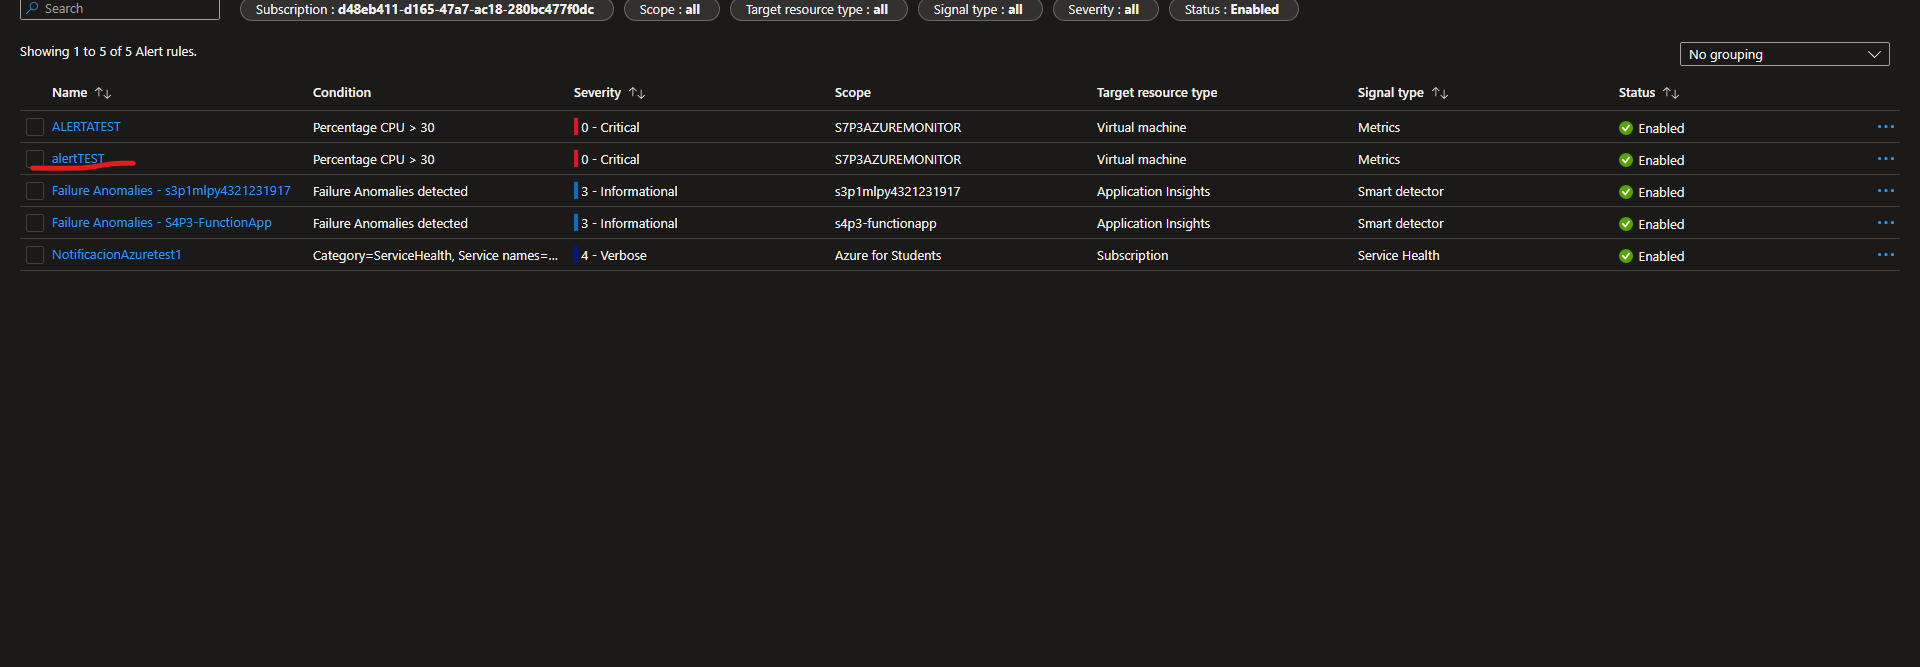 Search Subscription : d48eb411-d165-47a7-ac18-280bc477f0dc Scope : all Target resource type : all Signal type : all Severity : all Status : Enabled
Showing 1 to 5 of 5 Alert rules.
No grouping
Name Condition Severity Scope Target resource type Signal type Status
ALERTATEST Percentage CPU > 30 0 - Critical S7P3AZUREMONITOR Virtual machine Metrics Enabled
alertTEST Percentage CPU > 30 0 - Critical S7P3AZUREMONITOR Virtual machine Metrics Enabled
Failure Anomalies - s3p1mlpy4321231917 Failure Anomalies detected 3 - Informational s3p1mlpy4321231917 Application Insights Smart detector Enabled
Failure Anomalies - S4P3-FunctionApp Failure Anomalies detected 3 - Informational s4p3-functionapp Application Insights Smart detector Enabled
NotificacionAzuretest1 Category=ServiceHealth, Service names=... 4 - Verbose Azure for Students Subscription Service Health Enabled